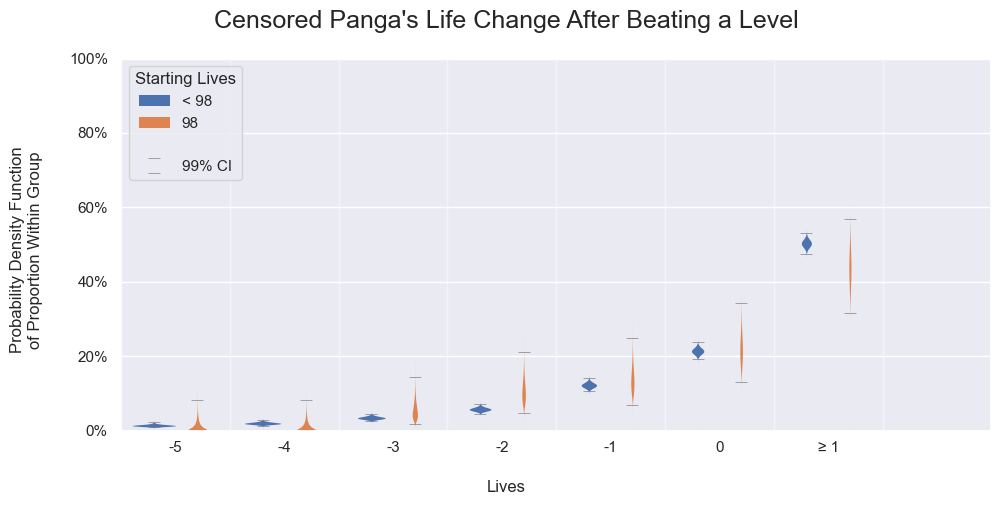 Censored Panga's Life Change After Beating a Level
Probability Density Function
of Proportion Within Group
100%
80%
60%
40%
20%
0%
Starting Lives
< 98
98
99% CI
-5
-4
-3
-2
-1
0
≥ 1
Lives